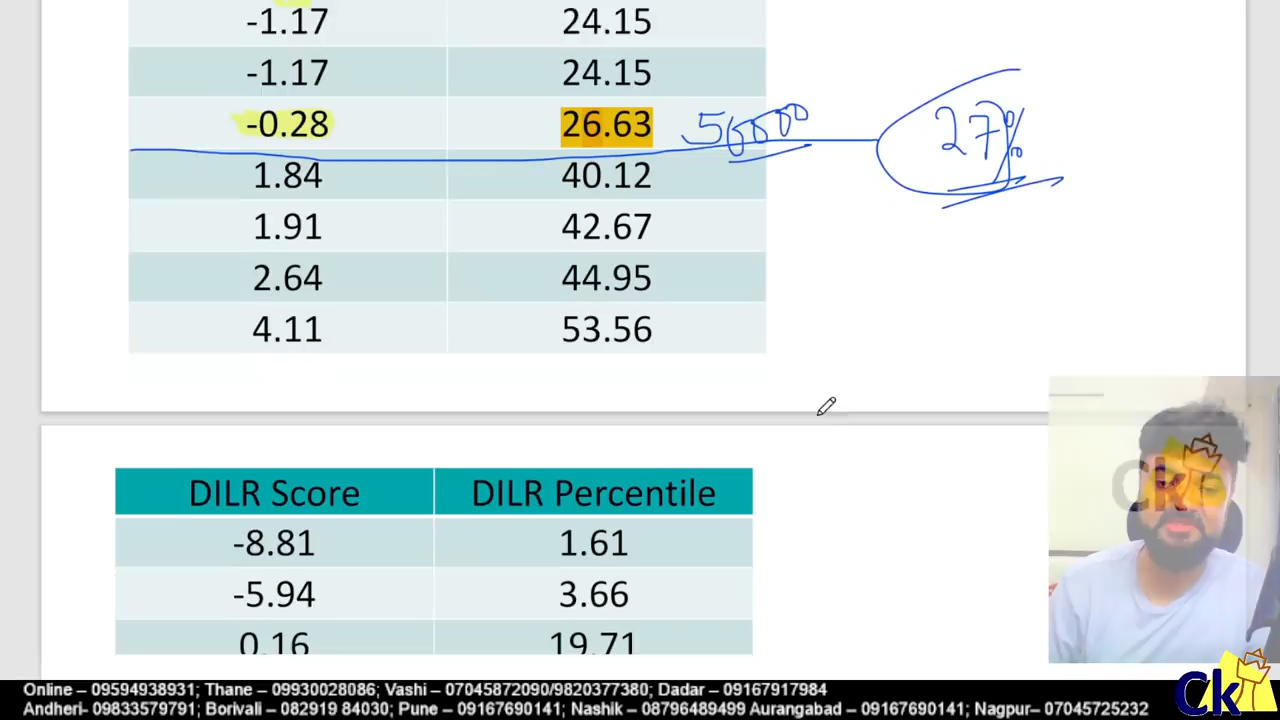 -1.17 24.15
-1.17 24.15
-0.28 26.63 27%
1.84 40.12
1.91 42.67
2.64 44.95
4.11 53.56
DILR Score DILR Percentile
-8.81 1.61
-5.94 3.66
0.16 19.71
Ck
Online – 09594938931; Thane – 09930028086; Vashi – 07045872090/9820377380; Dadar – 09167917984
Andheri- 09833579791; Borivali – 082919 84030; Pune – 09167690141; Nashik – 08796489499 Aurangabad – 09167690141; Nagpur– 07045725232
Ck